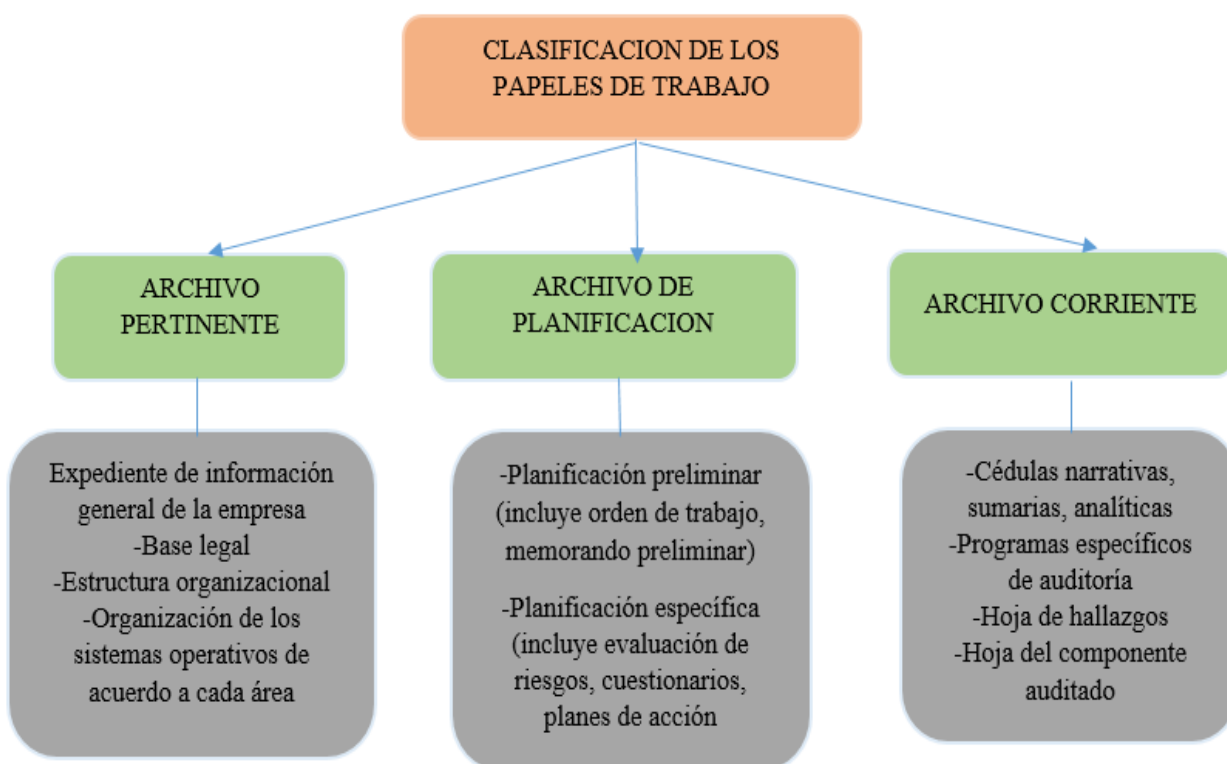 CLASIFICACION DE LOS
PAPELES DE TRABAJO
ARCHIVO
PERTINENTE
ARCHIVO DE
PLANIFICACION
ARCHIVO CORRIENTE
Expediente de información
general de la empresa
-Base legal
-Estructura organizacional
-Organización de los
sistemas operativos de
acuerdo a cada área
-Planificación preliminar
(incluye orden de trabajo,
memorando preliminar)
-Planificación específica
(incluye evaluación de
riesgos, cuestionarios,
planes de acción
-Cédulas narrativas,
sumarias, analíticas
-Programas específicos
de auditoría
-Hoja de hallazgos
-Hoja del componente
auditado